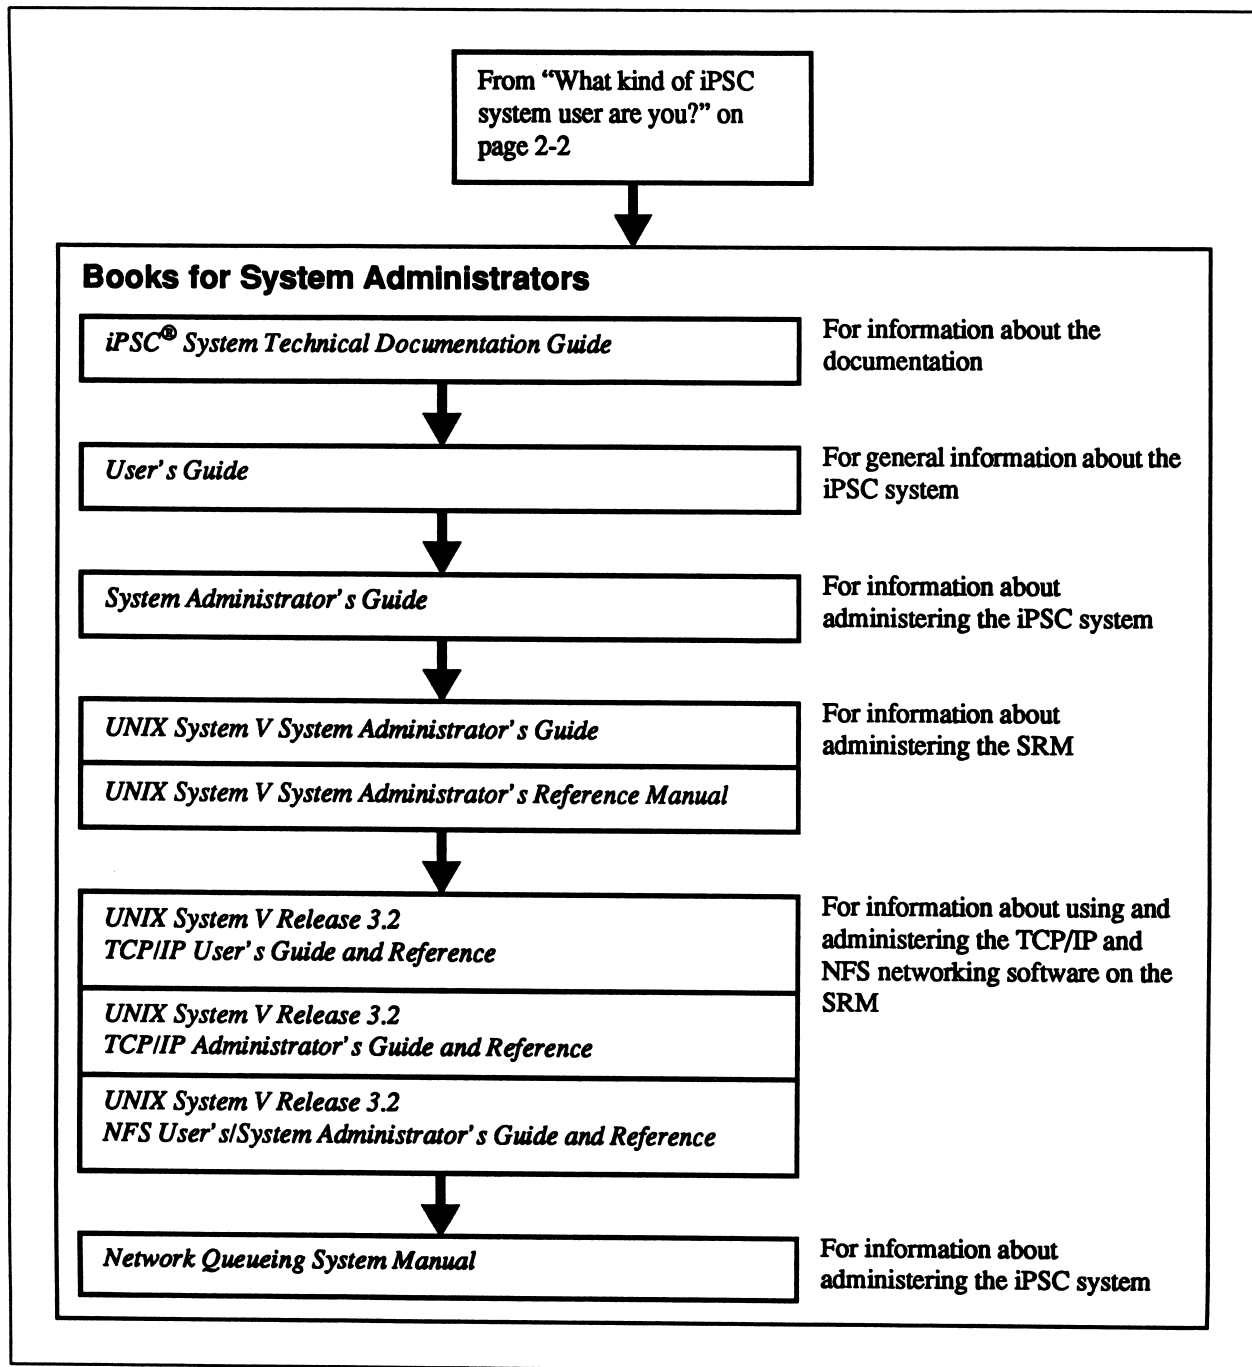 From “What kind of iPSC
system user are you?” on
page 2-2
Books for System Administrators
iPSC® System Technical Documentation Guide
For information about the
documentation
User's Guide
For general information about the
iPSC system
System Administrator's Guide
For information about
administering the iPSC system
UNIX System V System Administrator's Guide
UNIX System V System Administrator's Reference Manual
For information about
administering the SRM
UNIX System V Release 3.2
TCP/IP User's Guide and Reference
UNIX System V Release 3.2
TCP/IP Administrator's Guide and Reference
UNIX System V Release 3.2
NFS User's/System Administrator's Guide and Reference
For information about using and
administering the TCP/IP and
NFS networking software on the
SRM
Network Queueing System Manual
For information about
administering the iPSC system